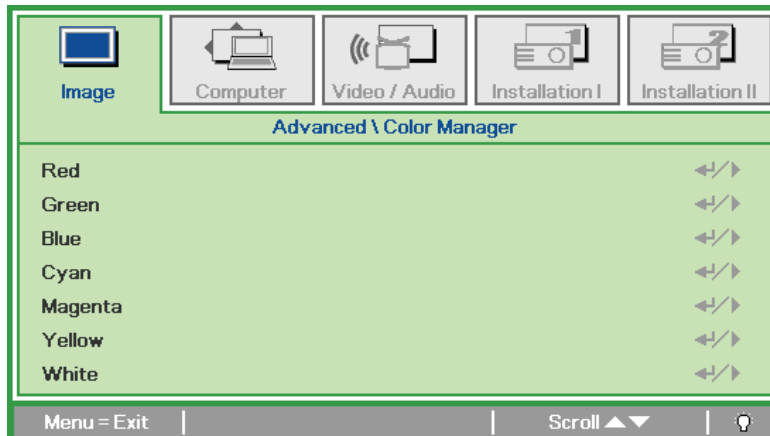 Image Computer Video / Audio Installation I Installation II
Advanced \ Color Manager
Red
Green
Blue
Cyan
Magenta
Yellow
White
Menu = Exit Scroll